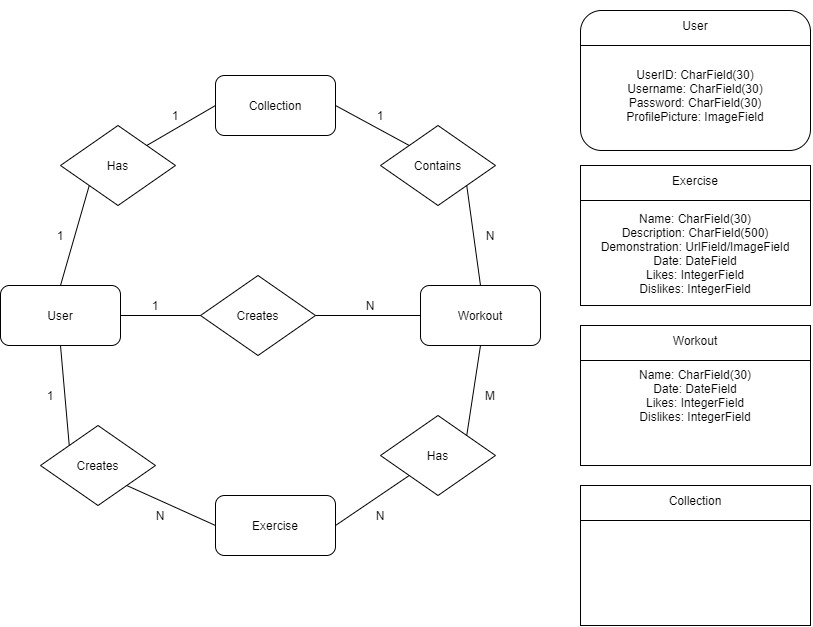 Collection
1
1
Has
Contains
1
N
User
1
Creates
N
Workout
1
M
Creates
Has
N
N
Exercise
User
UserID: CharField(30)
Username: CharField(30)
Password: CharField(30)
ProfilePicture: ImageField
Exercise
Name: CharField(30)
Description: CharField(500)
Demonstration: UrlField/ImageField
Date: DateField
Likes: IntegerField
Dislikes: IntegerField
Workout
Name: CharField(30)
Date: DateField
Likes: IntegerField
Dislikes: IntegerField
Collection